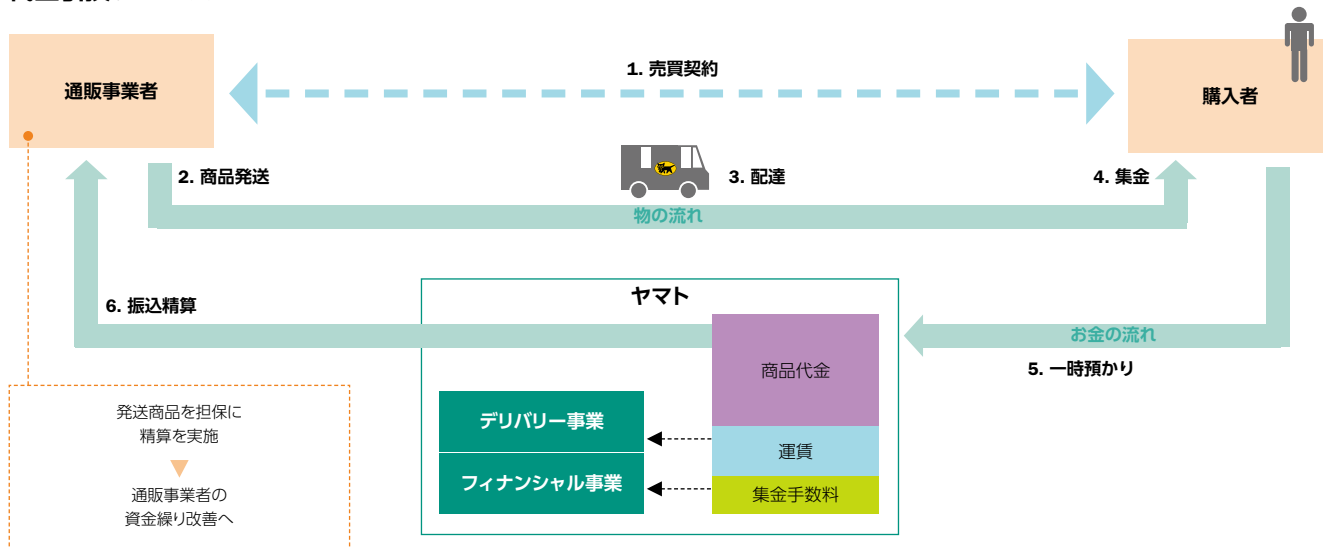 通販事業者
1. 売買契約
購入者
2. 商品発送
3. 配達
4. 集金
物の流れ
ヤマト
6. 振込精算
お金の流れ
5. 一時預かり
商品代金
デリバリー事業
運賃
フィナンシャル事業
集金手数料
発送商品を担保に
精算を実施
通販事業者の
資金繰り改善へ